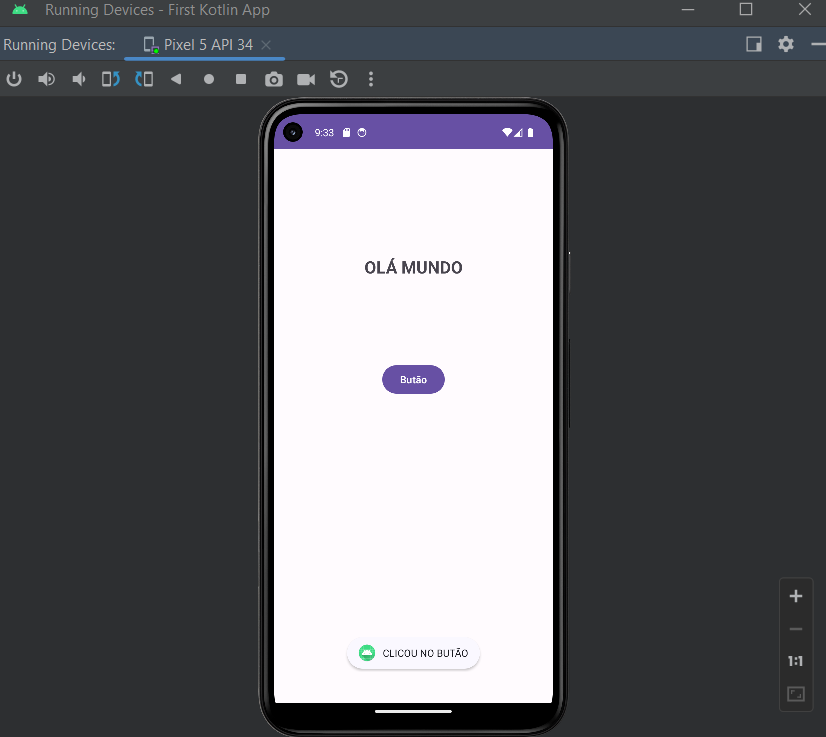 Running Devices - First Kotlin App
Running Devices: Pixel 5 API 34
9:33
OLÁ MUNDO
Butão
CLICOU NO BUTÃO
1:1